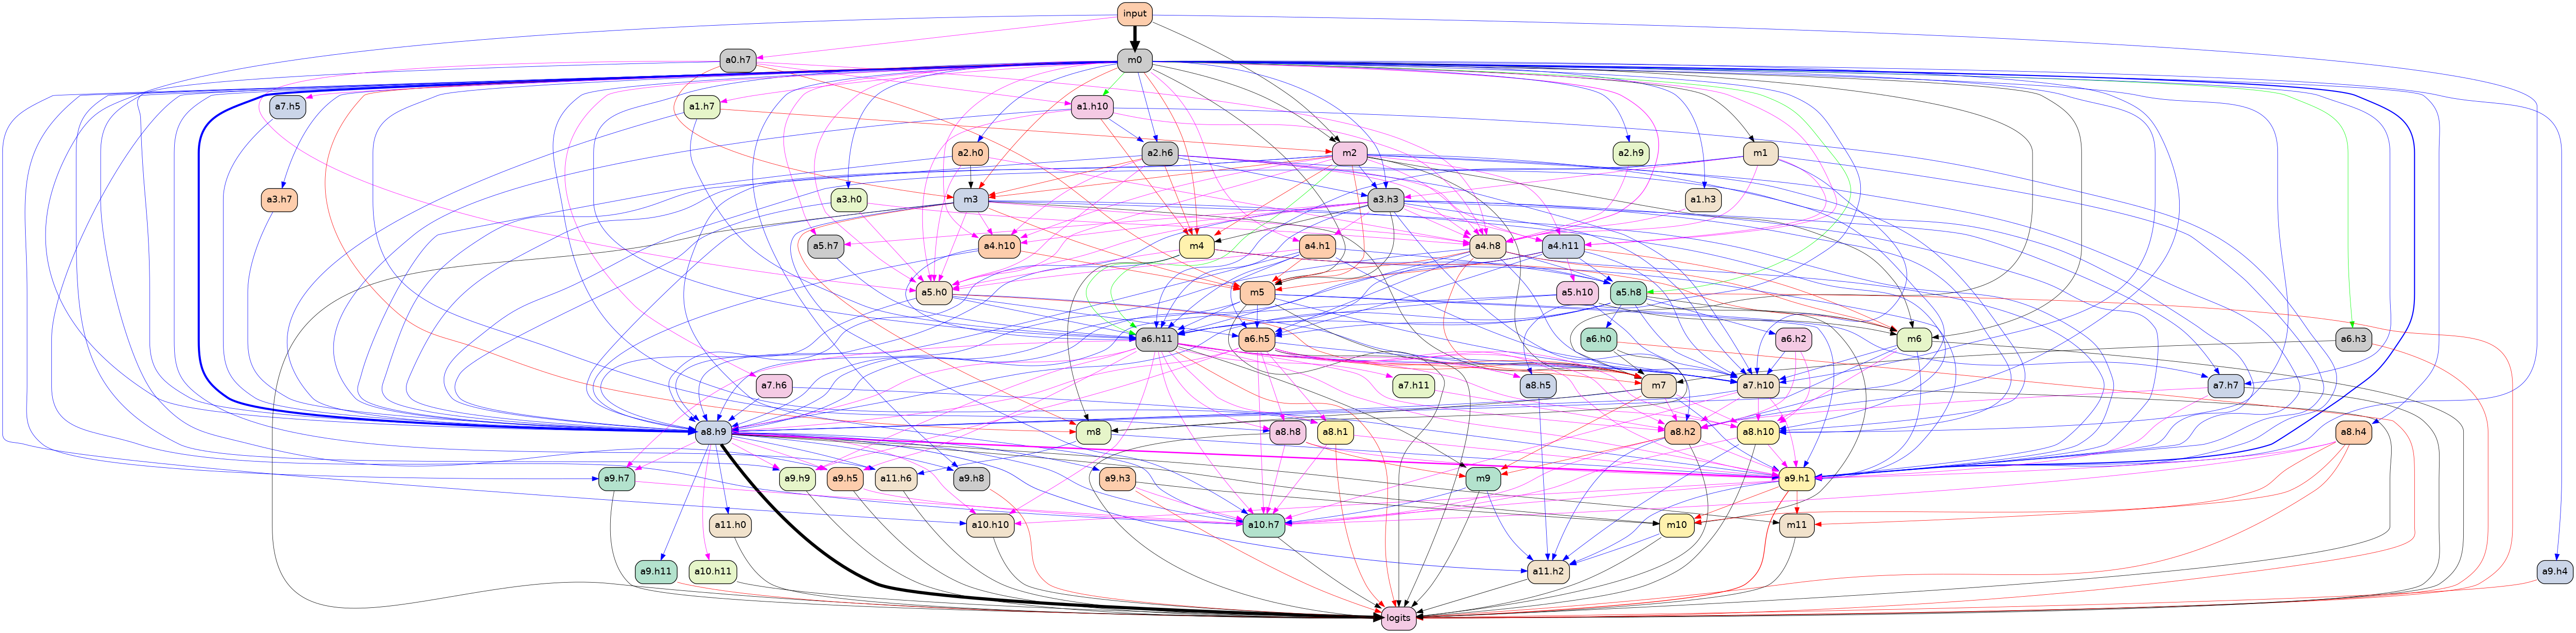 input
a0.h7 m0
a7.h5 a1.h7 a1.h10
a2.h0 a2.h6 m2 a2.h9 m1
a3.h7 a3.h0 m3 a3.h3 a1.h3
a5.h7 a4.h10 m4 a4.h1 a4.h8 a4.h11
a5.h0 m5 a5.h10 a5.h8
a6.h11 a6.h5 a6.h0 a6.h2 m6 a6.h3
a7.h6 a7.h11 a8.h5 m7 a7.h10 a7.h7
a8.h9 m8 a8.h8 a8.h1 a8.h2 a8.h10 a8.h4
a9.h7 a9.h9 a9.h5 a11.h6 a9.h8 a9.h3 m9 a9.h1
a11.h0 a10.h10 a10.h7 m10 m11
a9.h11 a10.h11 a11.h2 a9.h4
logits